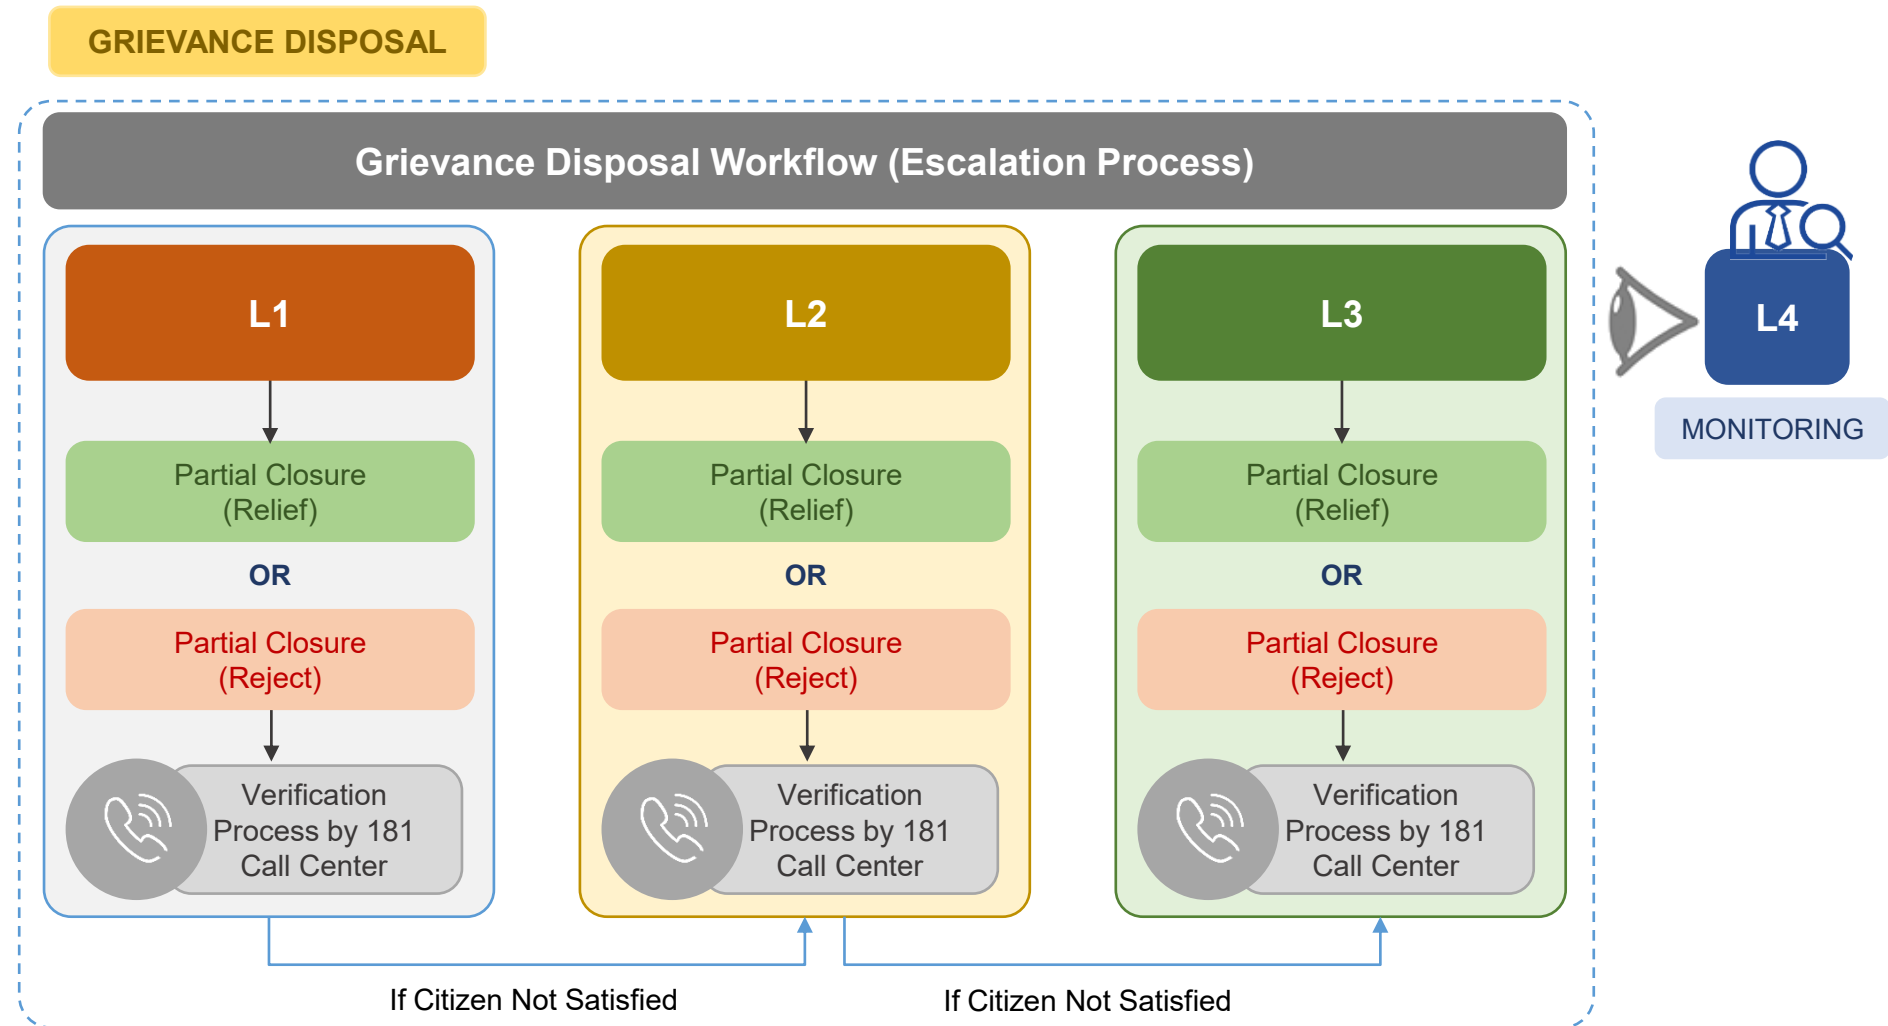 GRIEVANCE DISPOSAL
Grievance Disposal Workflow (Escalation Process)
L1
Partial Closure
(Relief)
OR
Partial Closure
(Reject)
Verification
Process by 181
Call Center
L2
Partial Closure
(Relief)
OR
Partial Closure
(Reject)
Verification
Process by 181
Call Center
L3
Partial Closure
(Relief)
OR
Partial Closure
(Reject)
Verification
Process by 181
Call Center
L4
MONITORING
If Citizen Not Satisfied
If Citizen Not Satisfied